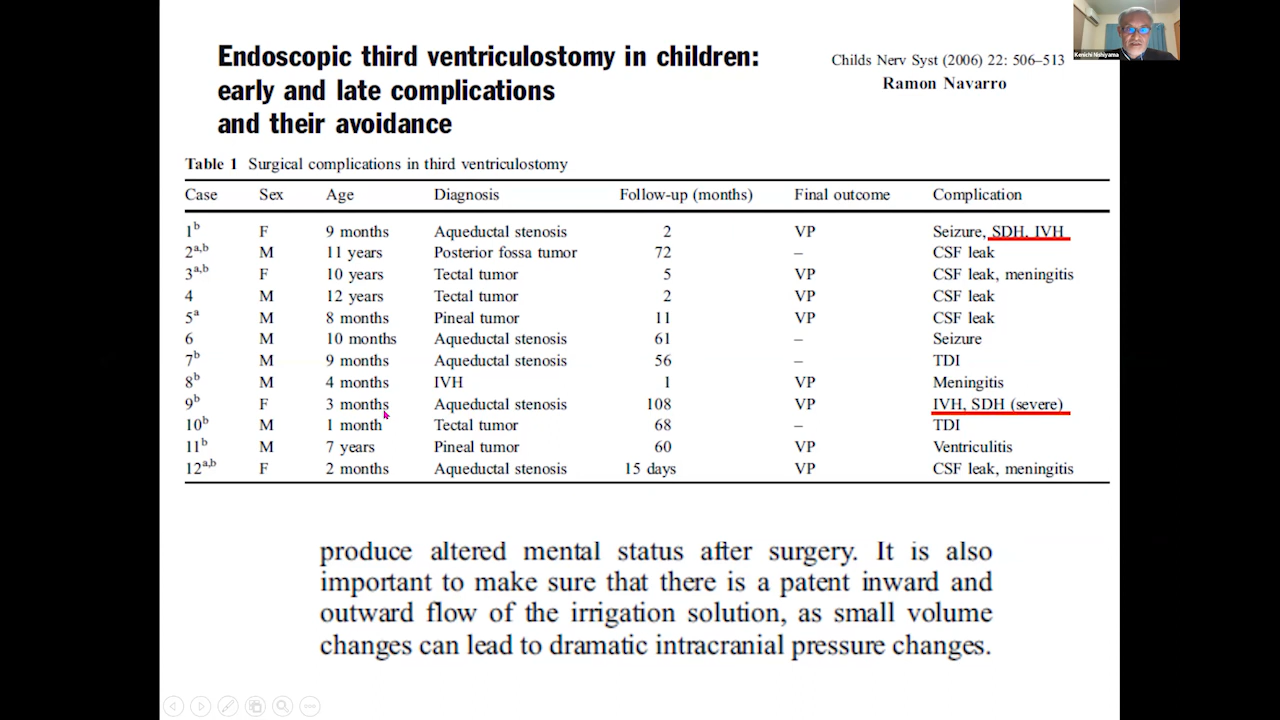 Endoscopic third ventriculostomy in children:
early and late complications
and their avoidance
Childs Nerv Syst (2006) 22: 506–513
Ramon Navarro
Kenichi Nishiyama
Table 1 Surgical complications in third ventriculostomy
Case Sex Age Diagnosis Follow-up (months) Final outcome Complication
1b F 9 months Aqueductal stenosis 2 VP Seizure, SDH, IVH
2a,b M 11 years Posterior fossa tumor 72 – CSF leak
3a,b F 10 years Tectal tumor 5 VP CSF leak, meningitis
4 M 12 years Tectal tumor 2 VP CSF leak
5a M 8 months Pineal tumor 11 VP CSF leak
6 M 10 months Aqueductal stenosis 61 – Seizure
7b M 9 months Aqueductal stenosis 56 – TDI
8b M 4 months IVH 1 VP Meningitis
9b F 3 months Aqueductal stenosis 108 VP IVH, SDH (severe)
10b M 1 month Tectal tumor 68 – TDI
11b M 7 years Pineal tumor 60 VP Ventriculitis
12a,b F 2 months Aqueductal stenosis 15 days VP CSF leak, meningitis
produce altered mental status after surgery. It is also
important to make sure that there is a patent inward and
outward flow of the irrigation solution, as small volume
changes can lead to dramatic intracranial pressure changes.